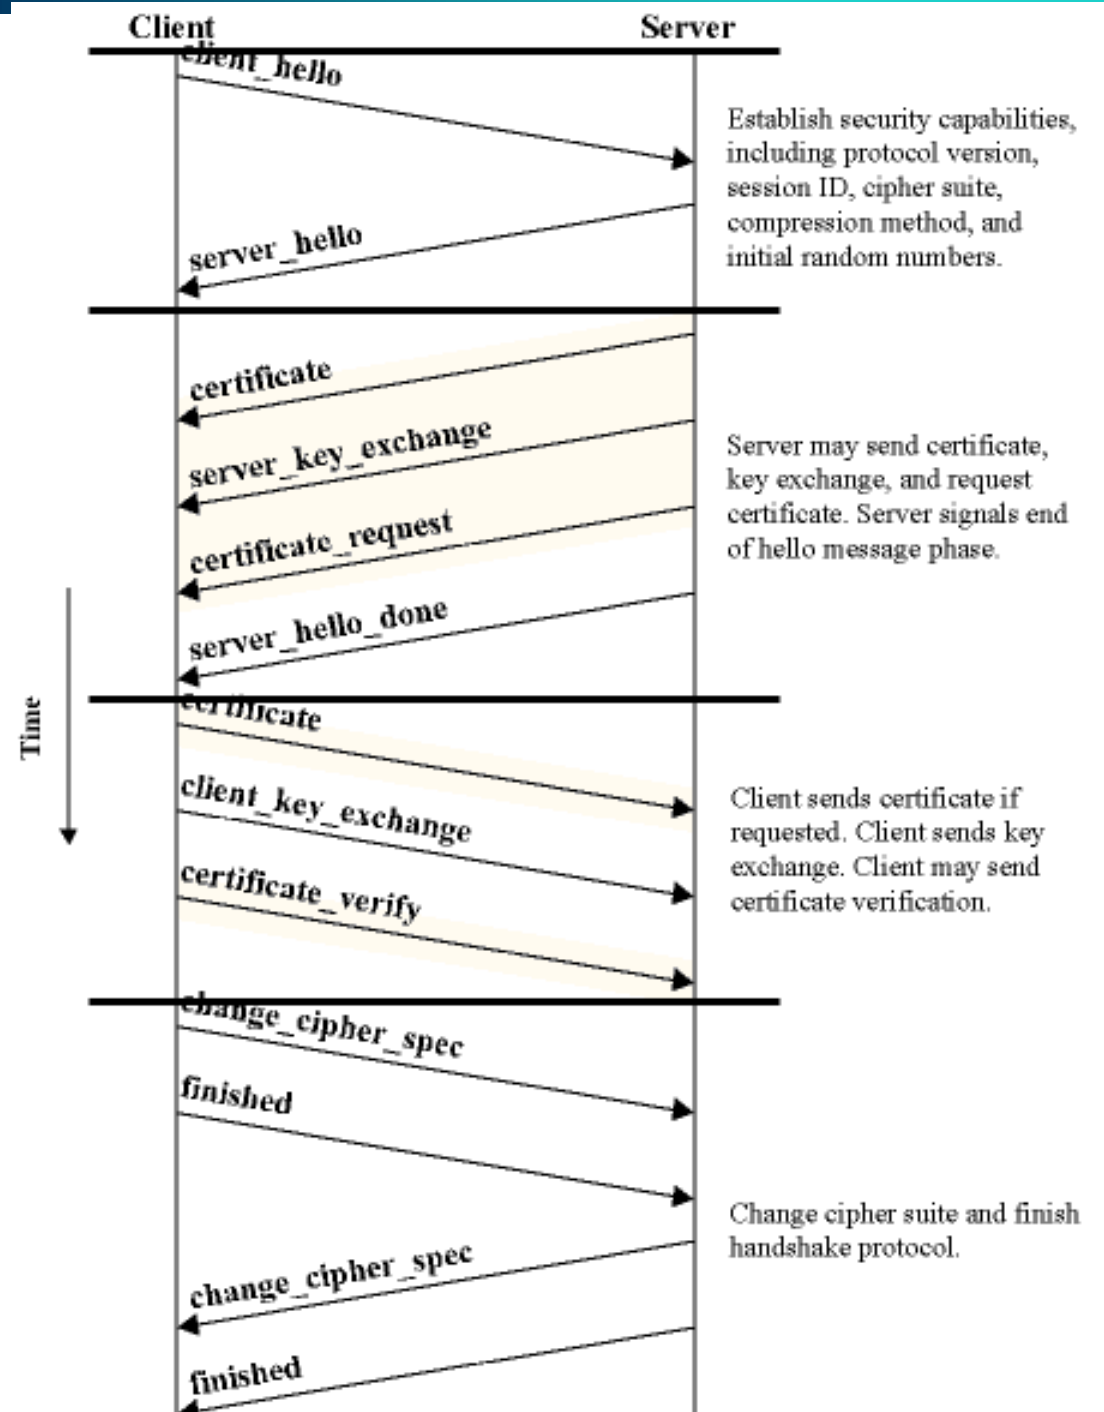 Client
Server
client_hello
Establish security capabilities,
including protocol version,
session ID, cipher suite,
compression method, and
initial random numbers.
server_hello
certificate
server_key_exchange
certificate_request
server_hello_done
Server may send certificate,
key exchange, and request
certificate. Server signals end
of hello message phase.
Time
certificate
client_key_exchange
certificate_verify
Client sends certificate if
requested. Client sends key
exchange. Client may send
certificate verification.
change_cipher_spec
finished
change_cipher_spec
finished
Change cipher suite and finish
handshake protocol.